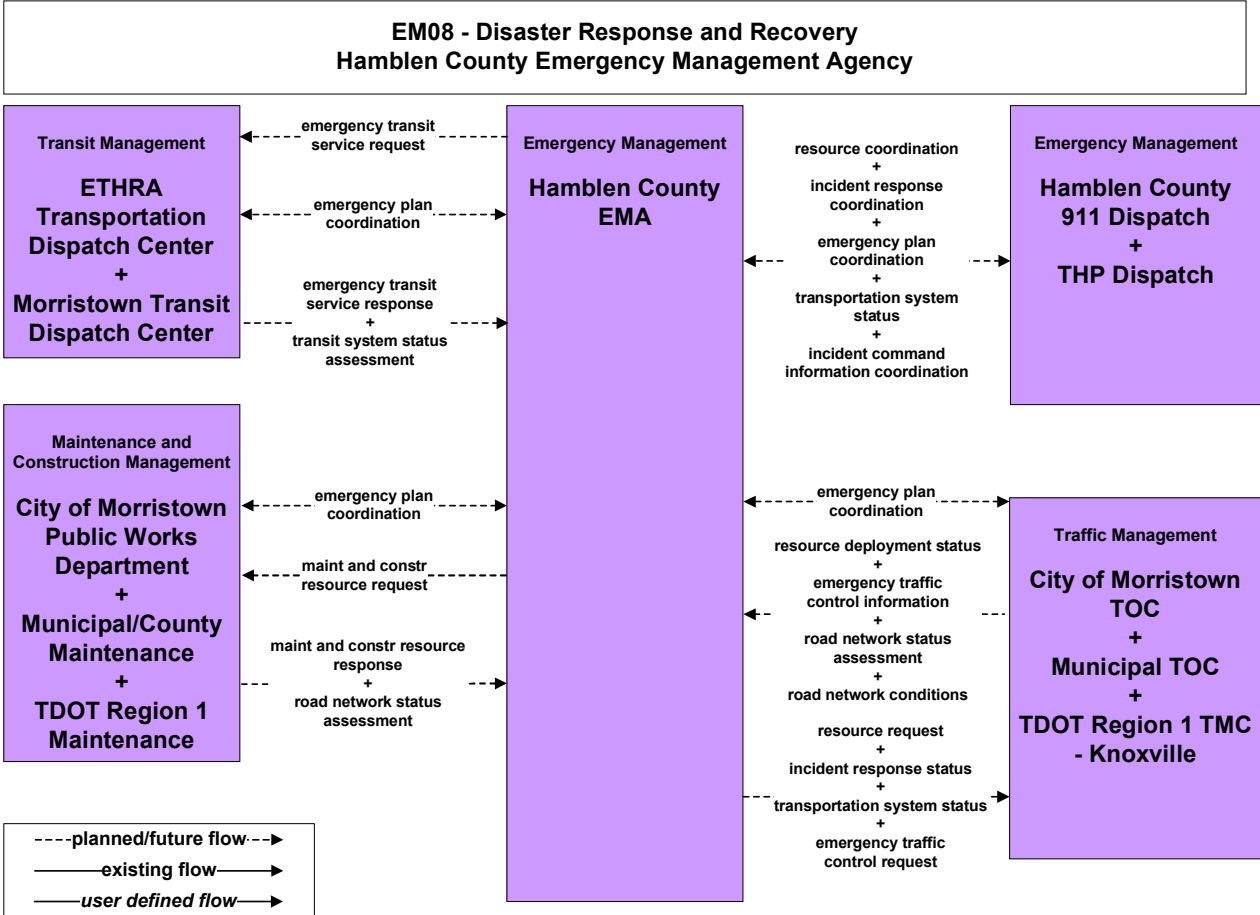 EM08 - Disaster Response and Recovery
Hamblen County Emergency Management Agency
Transit Management
ETHRA
Transportation
Dispatch Center
+
Morristown Transit
Dispatch Center
emergency transit
service request
emergency plan
coordination
emergency transit
service response
+
transit system status
assessment
Maintenance and
Construction Management
City of Morristown
Public Works
Department
+
Municipal/County
Maintenance
+
TDOT Region 1
Maintenance
emergency plan
coordination
maint and constr
resource request
maint and constr resource
response
+
road network status
assessment
Emergency Management
Hamblen County
EMA
resource coordination
+
incident response
coordination
+
emergency plan
coordination
+
transportation system
status
+
incident command
information coordination
Emergency Management
Hamblen County
911 Dispatch
+
THP Dispatch
emergency plan
coordination
resource deployment status
+
emergency traffic
control information
+
road network status
assessment
+
road network conditions
resource request
+
incident response status
+
transportation system status
+
emergency traffic
control request
Traffic Management
City of Morristown
TOC
+
Municipal TOC
+
TDOT Region 1 TMC
- Knoxville
planned/future flow
existing flow
user defined flow